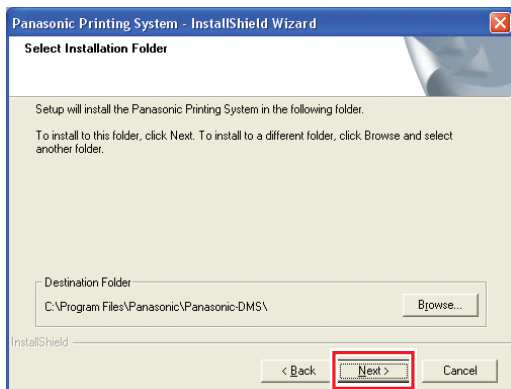 Panasonic Printing System - InstallShield Wizard
Select Installation Folder
Setup will install the Panasonic Printing System in the following folder.
To install to this folder, click Next. To install to a different folder, click Browse and select
another folder.
Destination Folder
C:\Program Files\Panasonic\Panasonic-DMS\
Browse...
InstallShield
< Back
Next >
Cancel